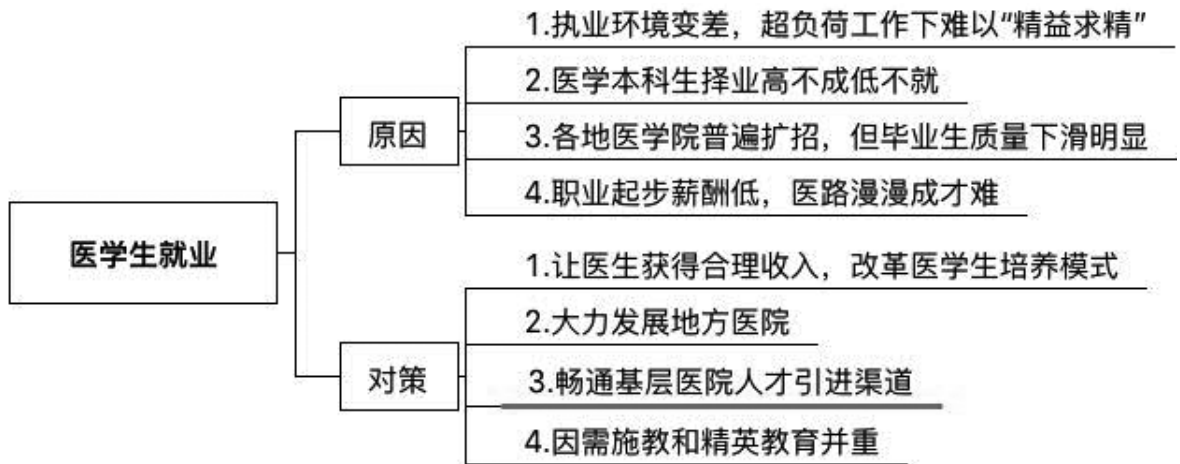 医学生就业
原因
1.执业环境变差，超负荷工作下难以“精益求精”
2.医学本科生择业高不成低不就
3.各地医学院普遍扩招，但毕业生质量下滑明显
4.职业起步薪酬低，医路漫漫成才难
对策
1.让医生获得合理收入，改革医学生培养模式
2.大力发展地方医院
3.畅通基层医院人才引进渠道
4.因需施教和精英教育并重